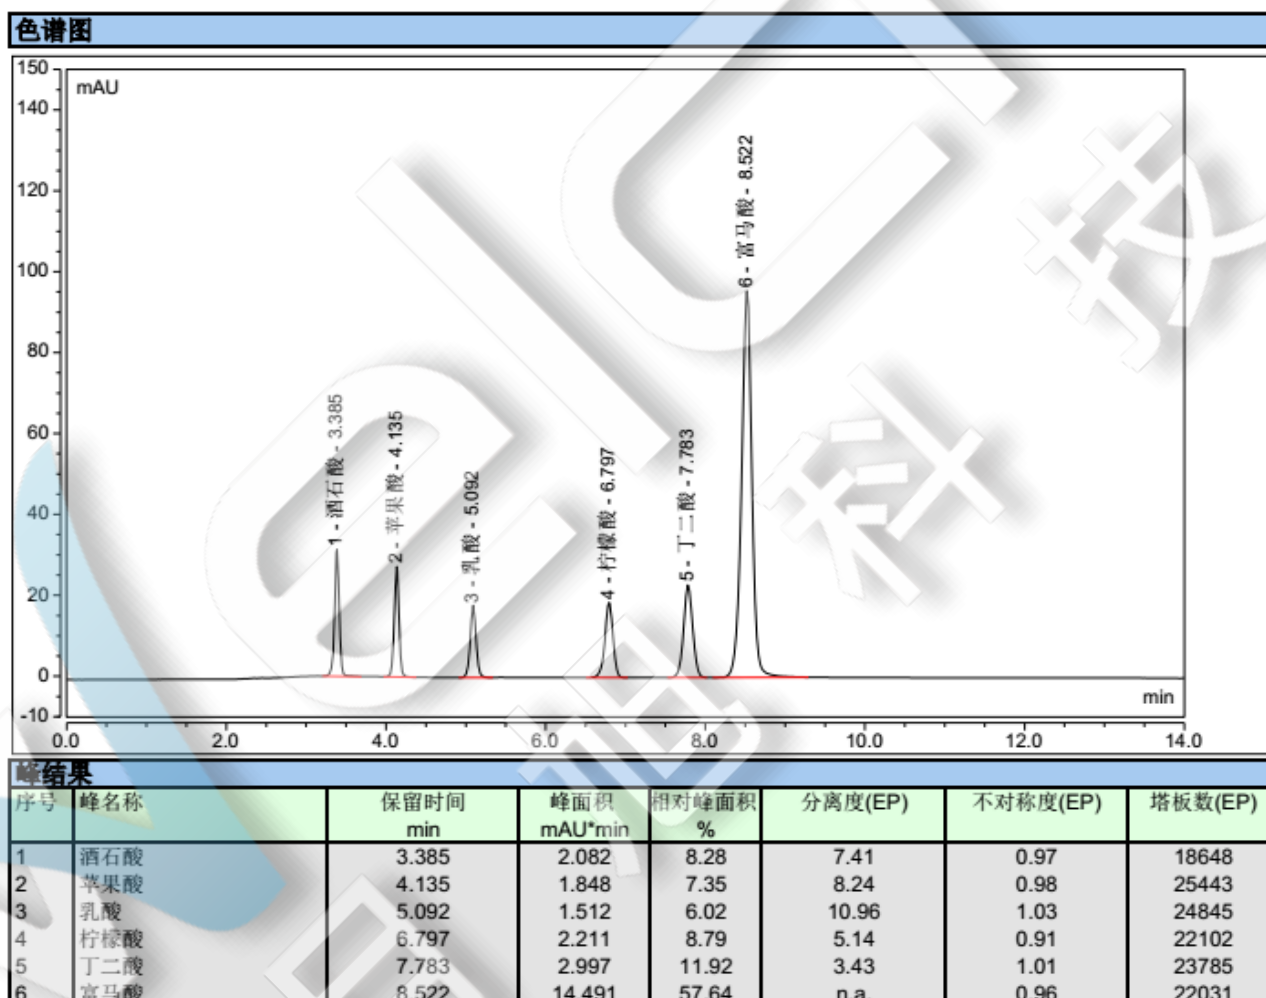 色谱图
mAU
150
140
120
100
80
60
40
20
0
-10
1 - 酒石酸 - 3.385
2 - 苹果酸 - 4.135
3 - 乳酸 - 5.092
4 - 柠檬酸 - 6.797
5 - 丁二酸 - 7.783
6 - 富马酸 - 8.522
min
0.0 2.0 4.0 6.0 8.0 10.0 12.0 14.0
峰结果
序号 峰名称 保留时间 峰面积 相对峰面积 分离度(EP) 不对称度(EP) 塔板数(EP)
min mAU*min %
1 酒石酸 3.385 2.082 8.28 7.41 0.97 18648
2 苹果酸 4.135 1.848 7.35 8.24 0.98 25443
3 乳酸 5.092 1.512 6.02 10.96 1.03 24845
4 柠檬酸 6.797 2.211 8.79 5.14 0.91 22102
5 丁二酸 7.783 2.997 11.92 3.43 1.01 23785
6 富马酸 8.522 14.491 57.64 n.a. 0.96 22031
旭科技